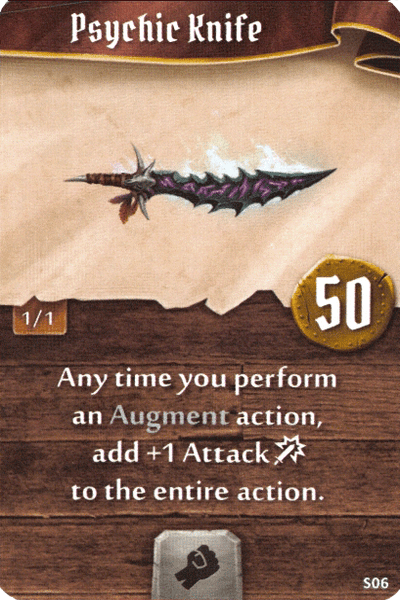 Psychic Knife
50
1/1
Any time you perform
an Augment action,
add +1 Attack
to the entire action.
S06